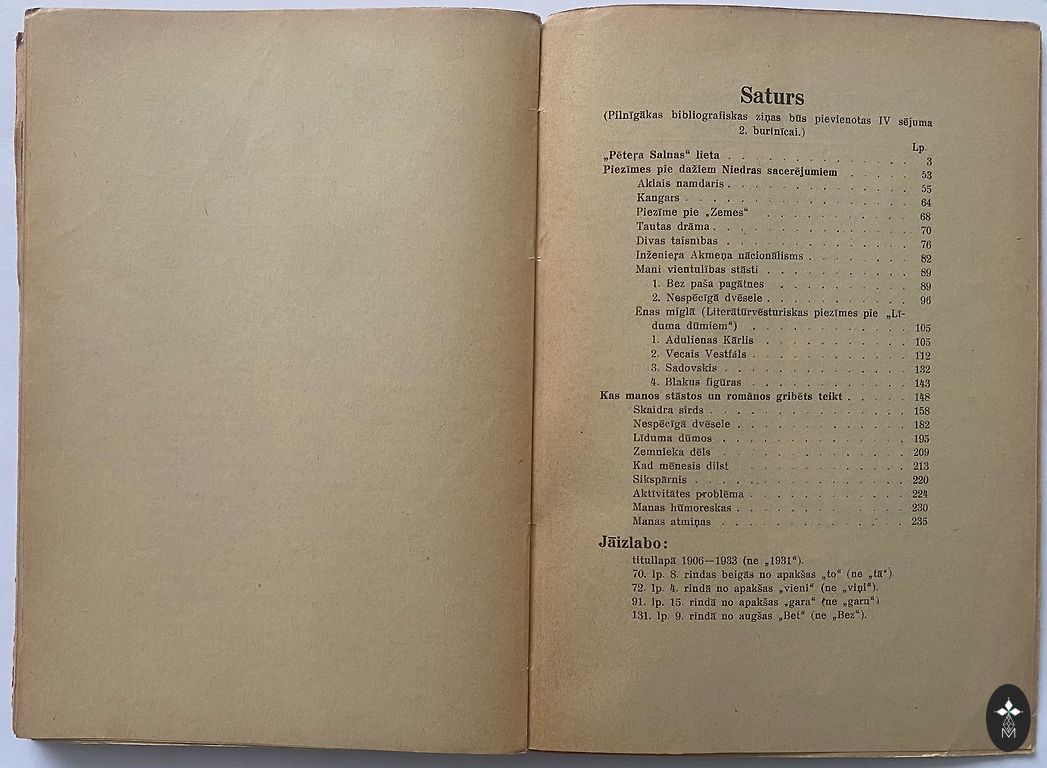 Saturs
(Pilnīgākas bibliografiskas ziņas būs pievienotas IV sējuma
2. burtnīcai.)
Lp.
„Pēteŗa Salnas“ lieta . . . . . . . . . . . . 3
Piezīmes pie dažiem Niedras sacerējumiem . . . . . 53
Aklais namdaris . . . . . . . . . . . . 55
Kangars . . . . . . . . . . . . . . 64
Piezīme pie „Zemes“ . . . . . . . . . . 68
Tautas drāma . . . . . . . . . . . . . 70
Divas taisnības . . . . . . . . . . . . 76
Inženieŗa Akmeņa nācionālisms . . . . . . . 82
Mani vientulības stāsti . . . . . . . . . . 89
1. Bez paša pagātnes . . . . . . . . . 89
2. Nespēcīgā dvēsele . . . . . . . . . . 96
Ēnas miglā (Literātūrvēsturiskas piezīmes pie „Lī-
duma dūmiem“) . . . . . . . . . . . 105
1. Adulienas Kārlis . . . . . . . . . . 105
2. Vecais Vestfāls . . . . . . . . . . . 112
3. Sadovskis . . . . . . . . . . . . . 132
4. Blakus figūras . . . . . . . . . . . 143
Kas manos stāstos un romānos gribēts teikt . . . . 148
Skaidra sirds . . . . . . . . . . . . . 158
Nespēcīgā dvēsele . . . . . . . . . . . 182
Līduma dūmos . . . . . . . . . . . . 195
Zemnieka dēls . . . . . . . . . . . . 209
Kad mēnesis dilst . . . . . . . . . . . 213
Sikspārnis . . . . . . . . . . . . . . 220
Aktīvitātes problēma . . . . . . . . . . 224
Manas hūmoreskas . . . . . . . . . . . 230
Manas atmiņas . . . . . . . . . . . . 235
Jāizlabo:
titullapā 1906—1933 (ne „1931“).
70. lp. 8. rindas beigās no apakšas „to“ (ne „tā“).
72. lp. 4. rindā no apakšas „vieni“ (ne „viņi“).
91. lp. 15. rindā no apakšas „gara“ (ne „garu“)
131. lp. 9. rindā no augšas „Bet“ (ne „Bez“).